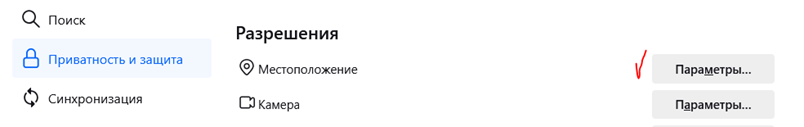 Поиск
Приватность и защита
Синхронизация
Разрешения
Местоположение Параметры...
Камера Параметры...